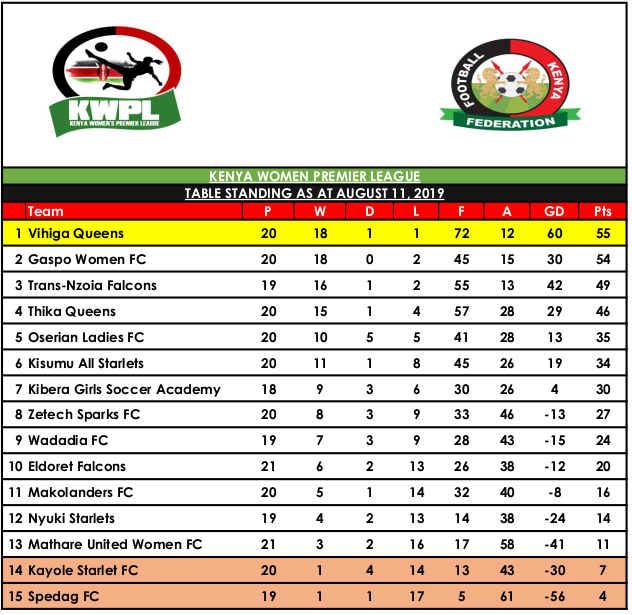 KWPL
KENYA WOMEN'S PREMIER LEAGUE
FOOTBALL KENYA
FEDERATION
KENYA WOMEN PREMIER LEAGUE
TABLE STANDING AS AT AUGUST 11, 2019
Team P W D L F A GD Pts
1 Vihiga Queens 20 18 1 1 72 12 60 55
2 Gaspo Women FC 20 18 0 2 45 15 30 54
3 Trans-Nzoia Falcons 19 16 1 2 55 13 42 49
4 Thika Queens 20 15 1 4 57 28 29 46
5 Oserian Ladies FC 20 10 5 5 41 28 13 35
6 Kisumu All Starlets 20 11 1 8 45 26 19 34
7 Kibera Girls Soccer Academy 18 9 3 6 30 26 4 30
8 Zetech Sparks FC 20 8 3 9 33 46 -13 27
9 Wadadia FC 19 7 3 9 28 43 -15 24
10 Eldoret Falcons 21 6 2 13 26 38 -12 20
11 Makolanders FC 20 5 1 14 32 40 -8 16
12 Nyuki Starlets 19 4 2 13 14 38 -24 14
13 Mathare United Women FC 21 3 2 16 17 58 -41 11
14 Kayole Starlet FC 20 1 4 14 13 43 -30 7
15 Spedag FC 19 1 1 17 5 61 -56 4